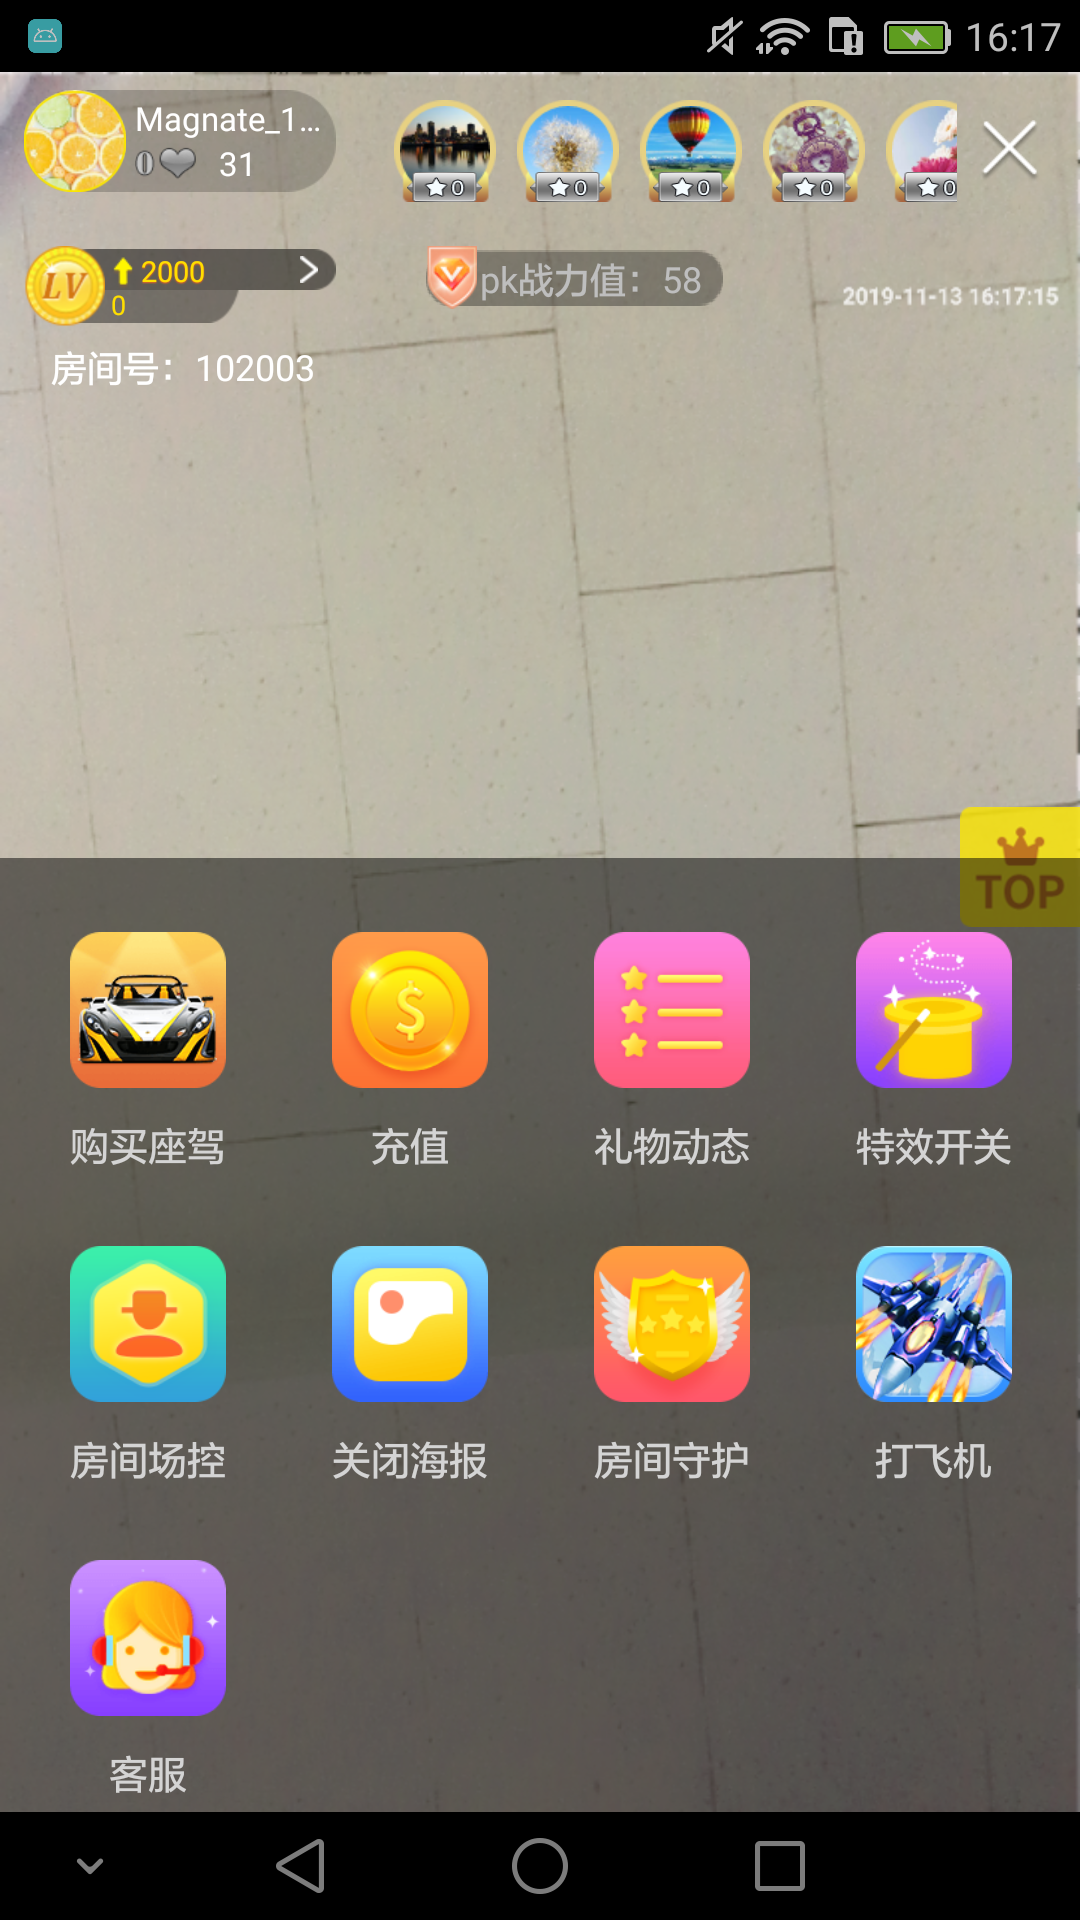 16:17
Magnate_1...
0 31
0 0 0 0 0
LV 2000
0
pk战力值：58
2019-11-13 16:17:15
房间号：102003
TOP
购买座驾 充值 礼物动态 特效开关
房间场控 关闭海报 房间守护 打飞机
客服